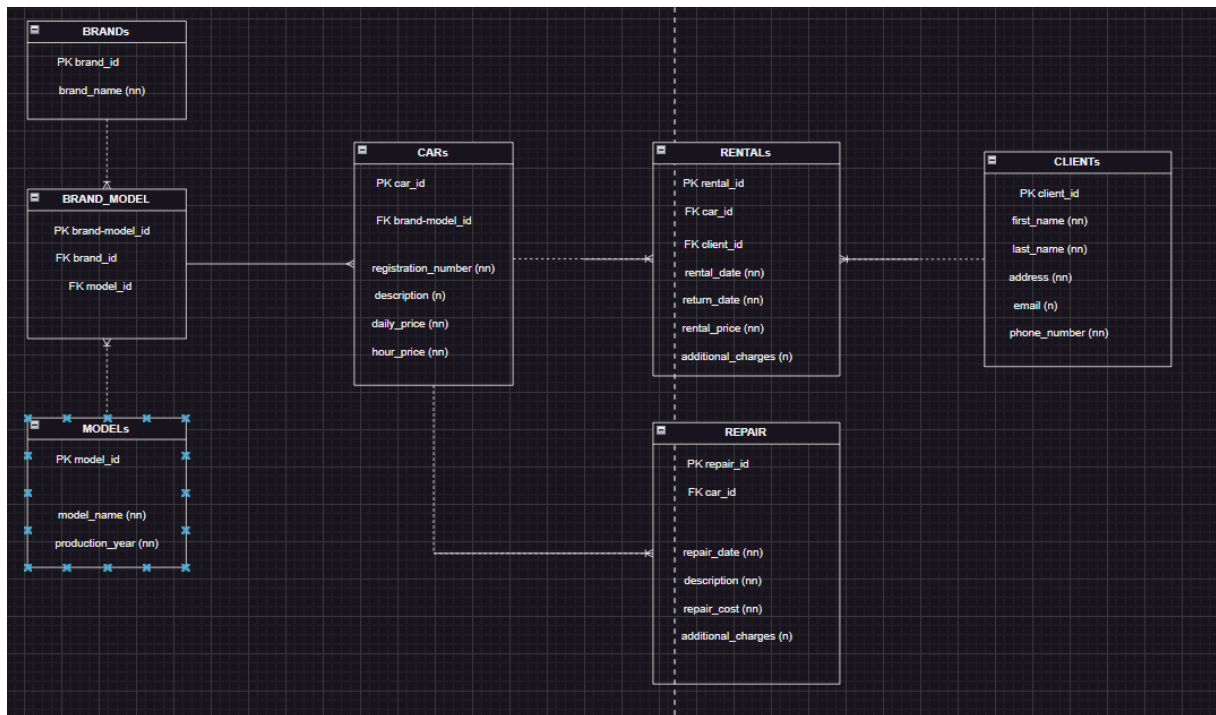 BRANDs
PK brand_id
brand_name (nn)
BRAND_MODEL
PK brand-model_id
FK brand_id
FK model_id
MODELs
PK model_id
model_name (nn)
production_year (nn)
CARs
PK car_id
FK brand-model_id
registration_number (nn)
description (n)
daily_price (nn)
hour_price (nn)
RENTALs
PK rental_id
FK car_id
FK client_id
rental_date (nn)
return_date (nn)
rental_price (nn)
additional_charges (n)
REPAIR
PK repair_id
FK car_id
repair_date (nn)
description (nn)
repair_cost (nn)
additional_charges (n)
CLIENTs
PK client_id
first_name (nn)
last_name (nn)
address (nn)
email (n)
phone_number (nn)